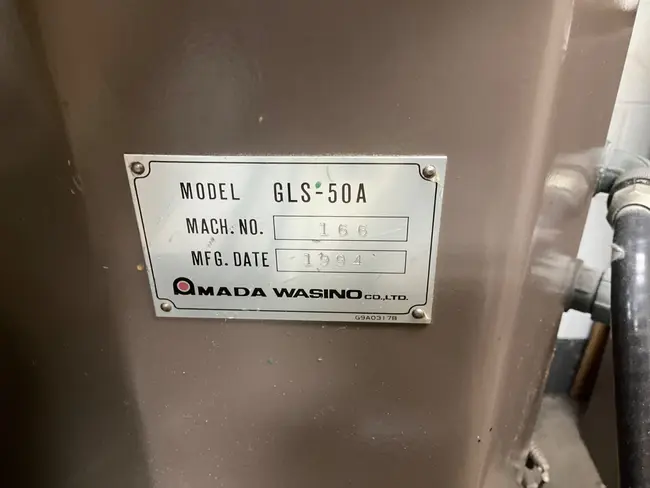 MODEL GLS-50A
MACH. NO. 166
MFG. DATE 1994
AMADA WASINO CO.,LTD.
G9A0317B